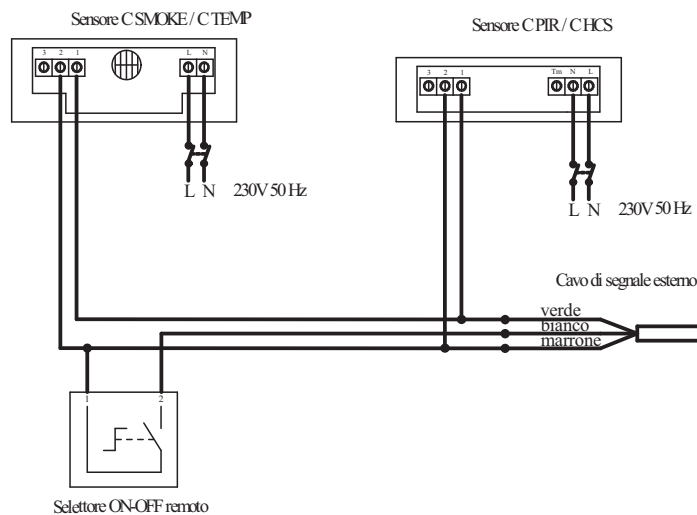 Sensore C SMOKE / C TEMP
Sensore C PIR / C HCS
3 2 1 L N
3 2 1 Tm N L
L N 230V 50 Hz
L N 230V 50 Hz
Cavo di segnale esterno
verde
bianco
marrone
1 2
Selettore ON-OFF remoto